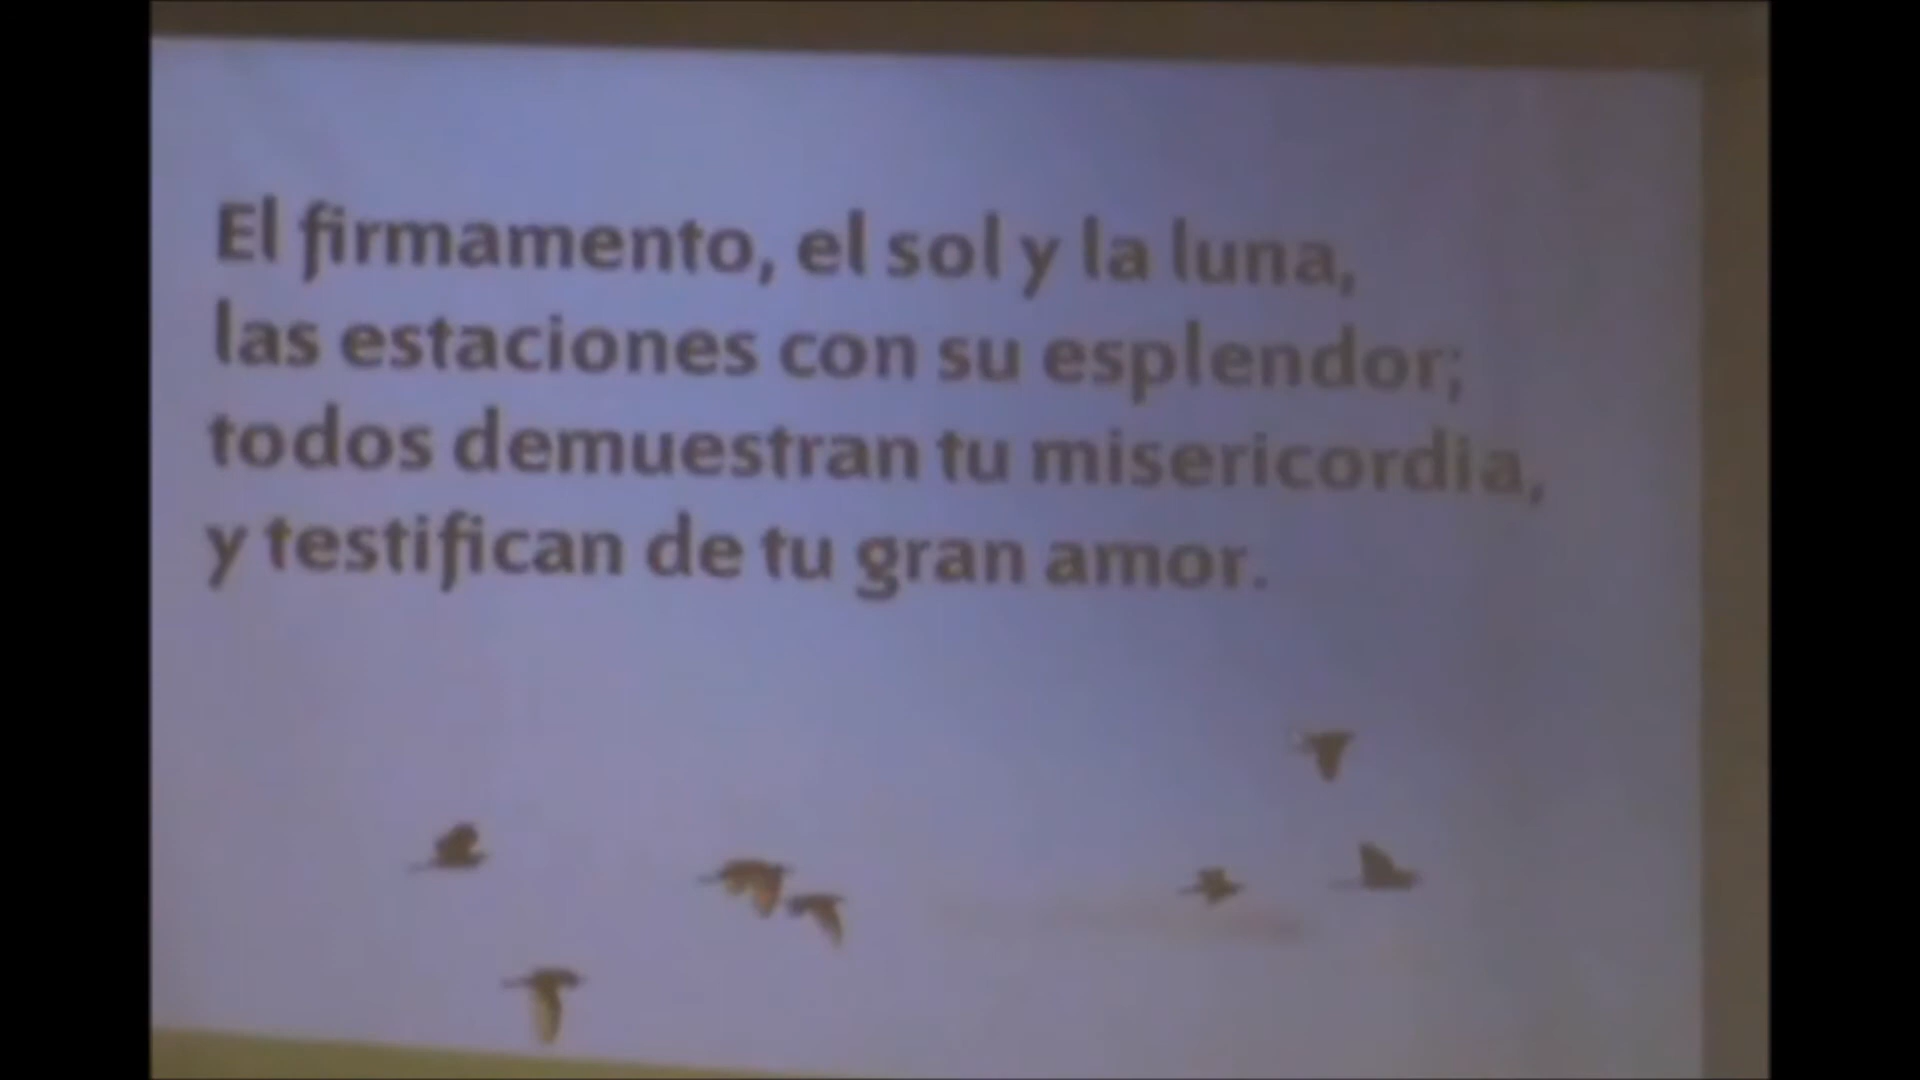 El firmamento, el sol y la luna,
las estaciones con su esplendor;
todos demuestran tu misericordia,
y testifican de tu gran amor.